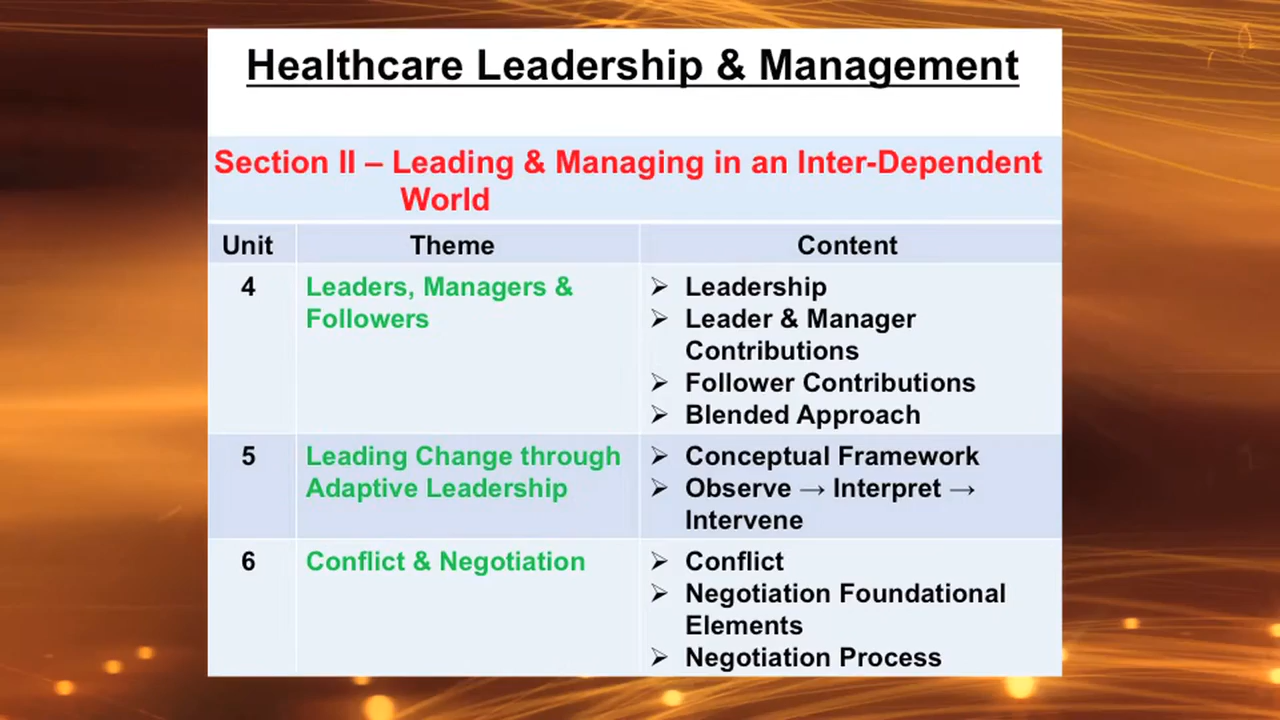 Healthcare Leadership & Management
Section II – Leading & Managing in an Inter-Dependent
World
Unit Theme Content
4 Leaders, Managers &
Followers
➢ Leadership
➢ Leader & Manager
Contributions
➢ Follower Contributions
➢ Blended Approach
5 Leading Change through
Adaptive Leadership
➢ Conceptual Framework
➢ Observe → Interpret →
Intervene
6 Conflict & Negotiation
➢ Conflict
➢ Negotiation Foundational
Elements
➢ Negotiation Process